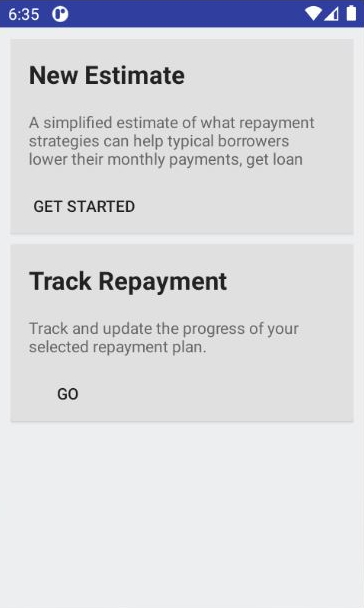 6:35
New Estimate
A simplified estimate of what repayment
strategies can help typical borrowers
lower their monthly payments, get loan
GET STARTED
Track Repayment
Track and update the progress of your
selected repayment plan.
GO